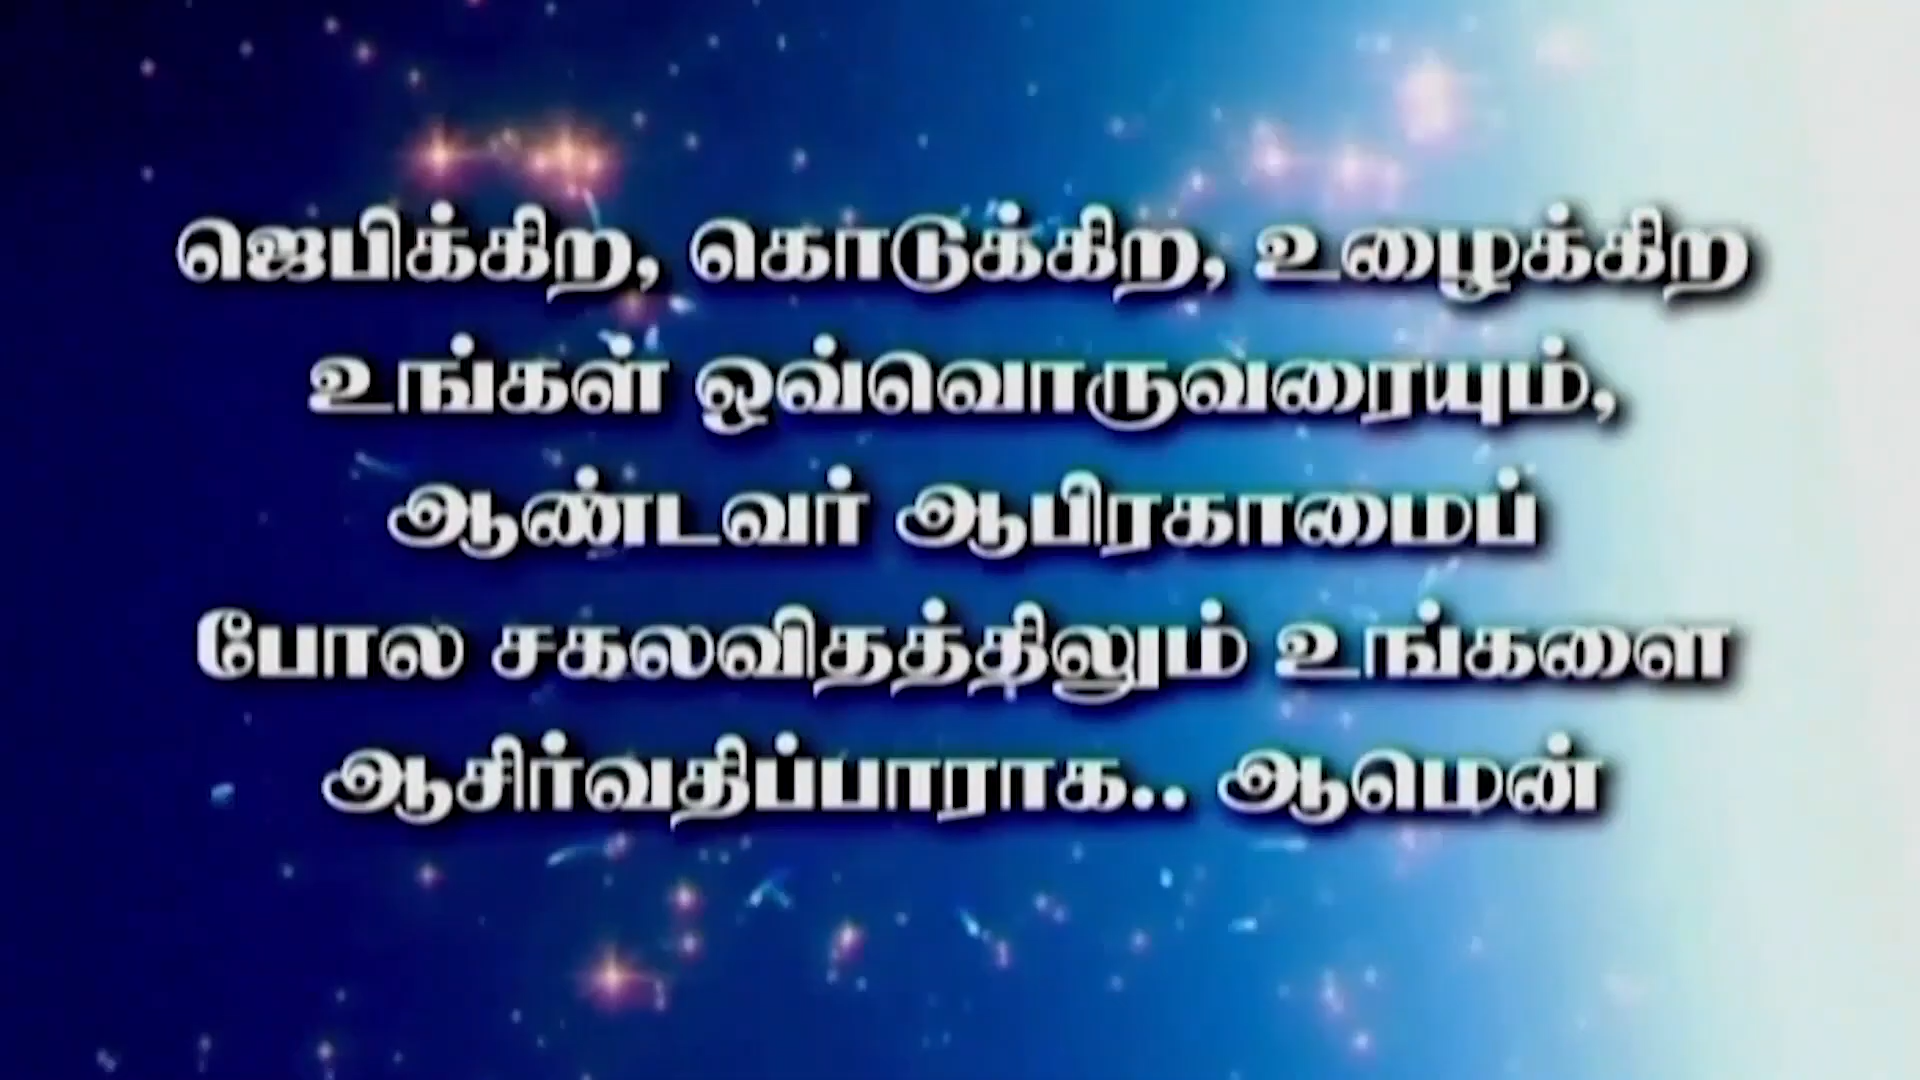 ஜெபிக்கிற, கொடுக்கிற, உழைக்கிற
உங்கள் ஒவ்வொருவரையும்,
ஆண்டவர் ஆபிரகாமைப்
போல சகலவிதத்திலும் உங்களை
ஆசிர்வதிப்பாராக.. ஆமென்